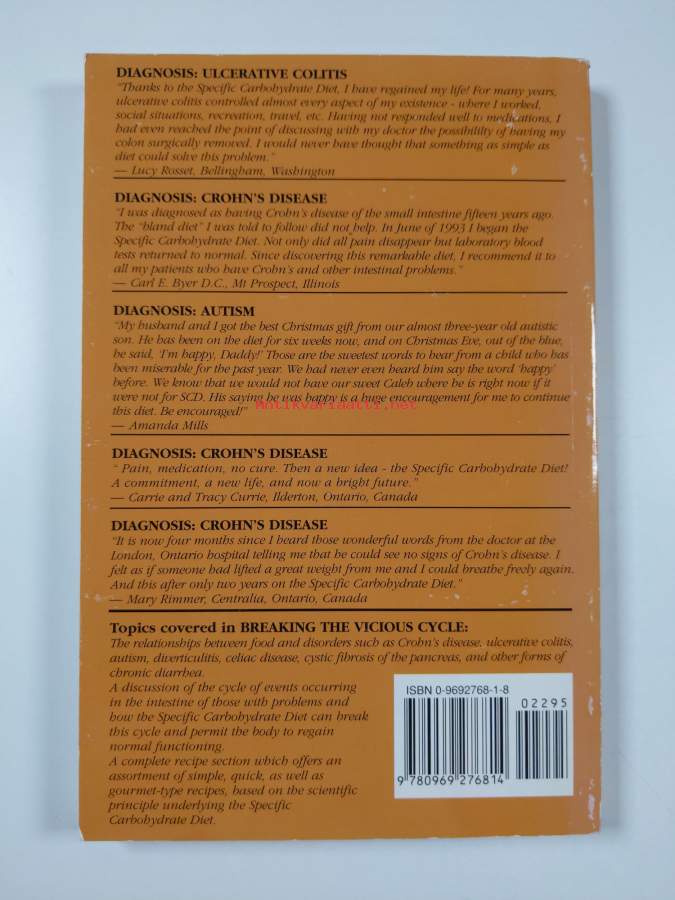 DIAGNOSIS: ULCERATIVE COLITIS
"Thanks to the Specific Carbohydrate Diet, I have regained my life! For many years,
ulcerative colitis controlled almost every aspect of my existence - where I worked,
social situations, recreation, travel, etc. Having not responded well to medications, I
had even reached the point of discussing with my doctor the possibility of having my
colon surgically removed. I would never have thought that something as simple as
diet could solve this problem."
— Lucy Rosset, Bellingham, Washington
DIAGNOSIS: CROHN'S DISEASE
"I was diagnosed as having Crohn's disease of the small intestine fifteen years ago.
The "bland diet" I was told to follow did not help. In June of 1993 I began the
Specific Carbohydrate Diet. Not only did all pain disappear but laboratory blood
tests returned to normal. Since discovering this remarkable diet, I recommend it to
all my patients who have Crohn's and other intestinal problems."
— Carl E. Byer D.C., Mt Prospect, Illinois
DIAGNOSIS: AUTISM
"My husband and I got the best Christmas gift from our almost three-year old autistic
son. He has been on the diet for six weeks now, and on Christmas Eve, out of the blue,
he said, 'I'm happy, Daddy!' Those are the sweetest words to hear from a child who has
been miserable for the past year. We had never even heard him say the word 'happy'
before. We know that we would not have our sweet Caleb where he is right now if it
were not for SCD. His saying he was happy is a huge encouragement for me to continue
this diet. Be encouraged!"
Antikvariaatti.net
— Amanda Mills
DIAGNOSIS: CROHN'S DISEASE
" Pain, medication, no cure. Then a new idea - the Specific Carbohydrate Diet!
A commitment, a new life, and now a bright future."
— Carrie and Tracy Currie, Ilderton, Ontario, Canada
DIAGNOSIS: CROHN'S DISEASE
"It is now four months since I heard those wonderful words from the doctor at the
London, Ontario hospital telling me that he could see no signs of Crohn's disease. I
felt as if someone had lifted a great weight from me and I could breathe freely again.
And this after only two years on the Specific Carbohydrate Diet."
— Mary Rimmer, Centralia, Ontario, Canada
Topics covered in BREAKING THE VICIOUS CYCLE:
The relationships between food and disorders such as Crohn's disease, ulcerative colitis,
autism, diverticulitis, celiac disease, cystic fibrosis of the pancreas, and other forms of
chronic diarrhea.
A discussion of the cycle of events occurring
in the intestine of those with problems and
how the Specific Carbohydrate Diet can break
this cycle and permit the body to regain
normal functioning.
A complete recipe section which offers an
assortment of simple, quick, as well as
gourmet-type recipes, based on the scientific
principle underlying the Specific
Carbohydrate Diet.
ISBN 0-9692768-1-8
02295
9 780969 276814